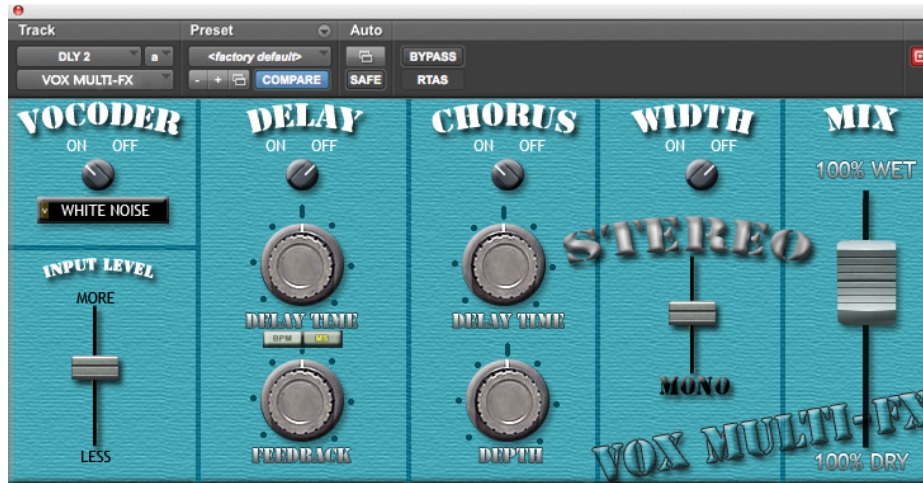 Track Preset Auto
DLY 2 a <factory default> BYPASS
VOX MULTI-FX - + COMPARE SAFE RTAS
VOCODER DELAY CHORUS WIDTH MIX
ON OFF ON OFF ON OFF ON OFF
100% WET
v WHITE NOISE
STEREO
INPUT LEVEL
MORE
DELAY TIME DELAY TIME
BPM MS
MONO
LESS FEEDBACK DEPTH
VOX MULTI-FX
100% DRY